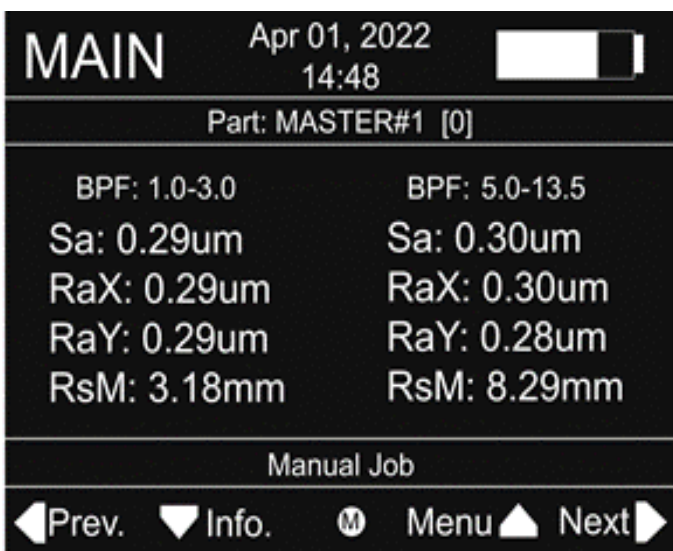 MAIN
Apr 01, 2022
14:48
Part: MASTER#1 [0]
BPF: 1.0-3.0
Sa: 0.29um
RaX: 0.29um
RaY: 0.29um
RsM: 3.18mm
BPF: 5.0-13.5
Sa: 0.30um
RaX: 0.30um
RaY: 0.28um
RsM: 8.29mm
Manual Job
Prev. Info. M Menu Next